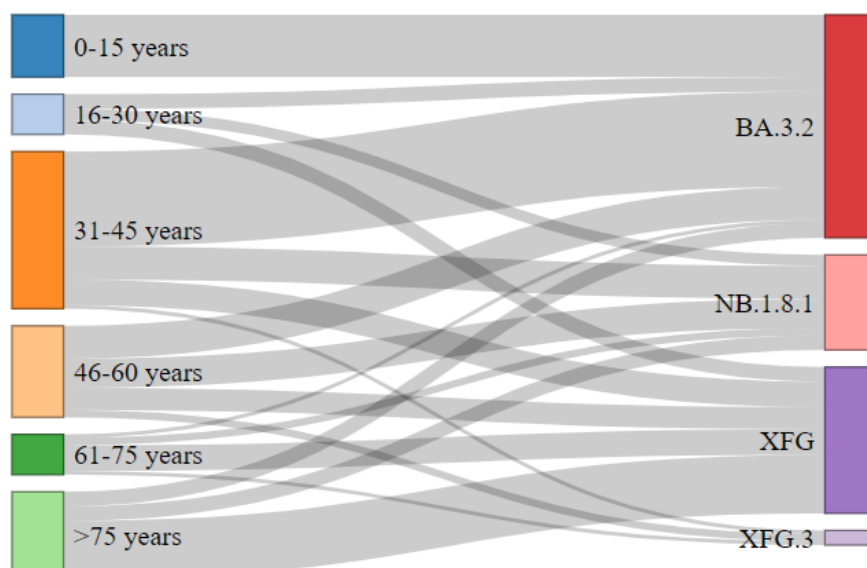 0-15 years
16-30 years
31-45 years
46-60 years
61-75 years
>75 years
BA.3.2
NB.1.8.1
XFG
XFG.3